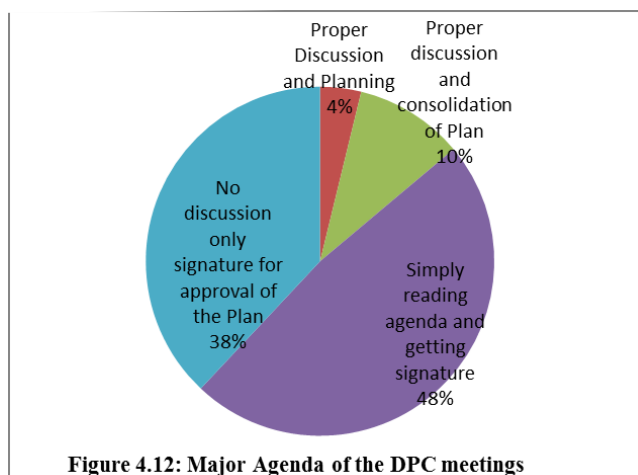 Proper
Discussion
and Planning
4%
Proper
discussion
and
consolidation
of Plan
10%
No
discussion
only
signature for
approval of
the Plan
38%
Simply
reading
agenda and
getting
signature
48%
Figure 4.12: Major Agenda of the DPC meetings